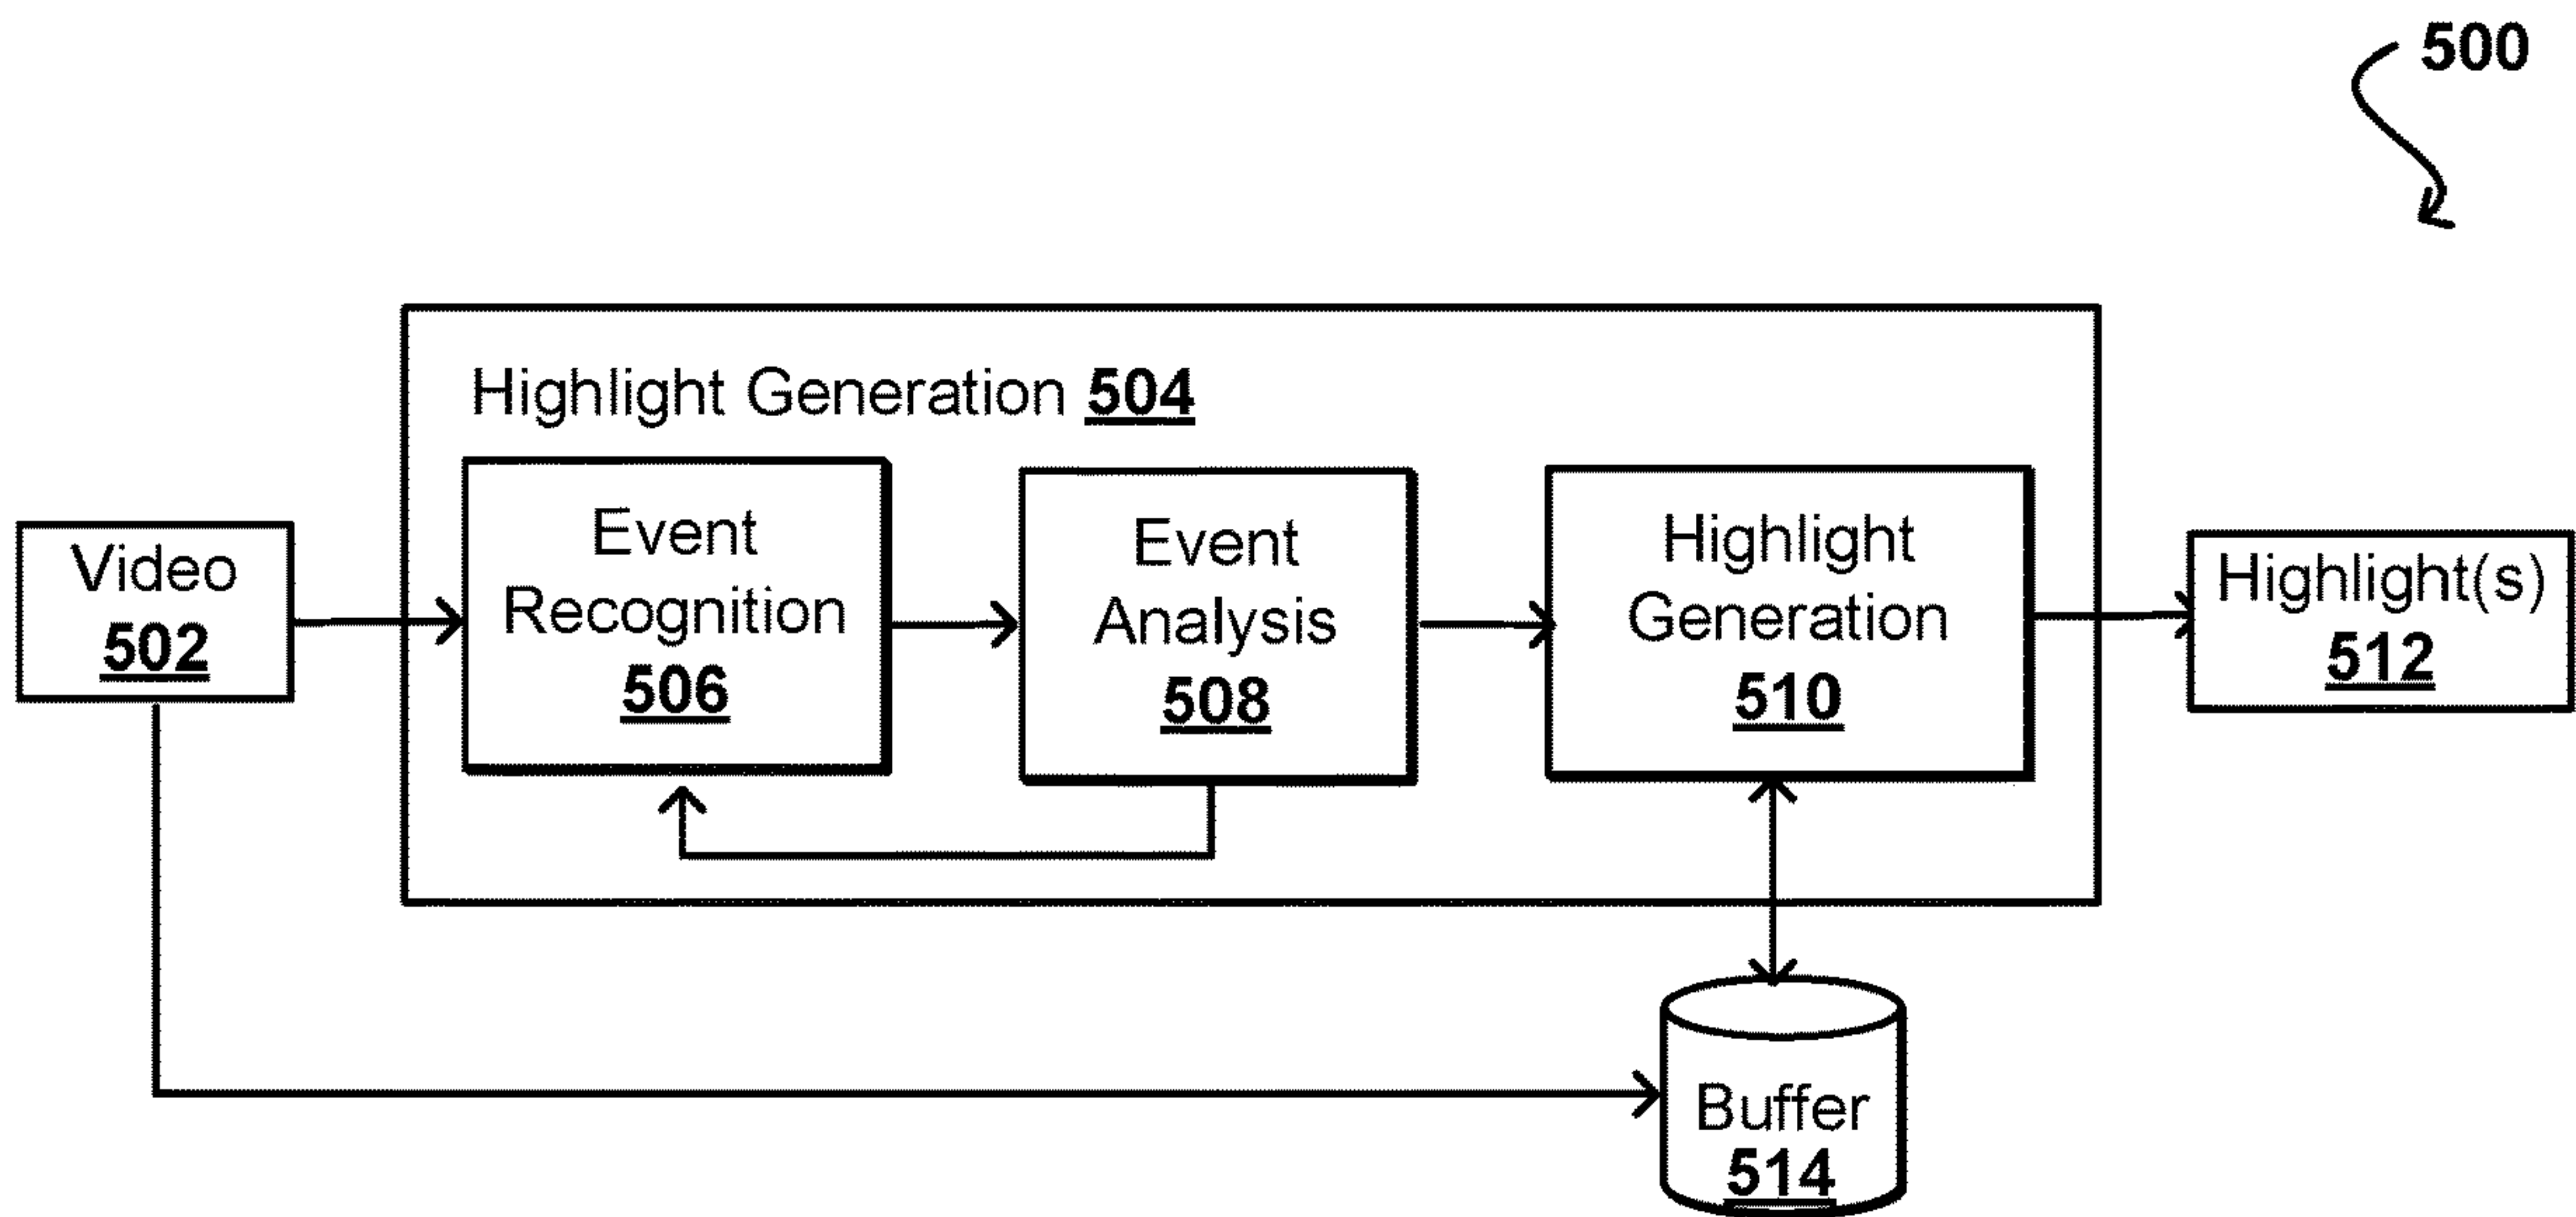 500
Highlight Generation 504
Video
502
Event
Recognition
506
Event
Analysis
508
Highlight
Generation
510
Highlight(s)
512
Buffer
514